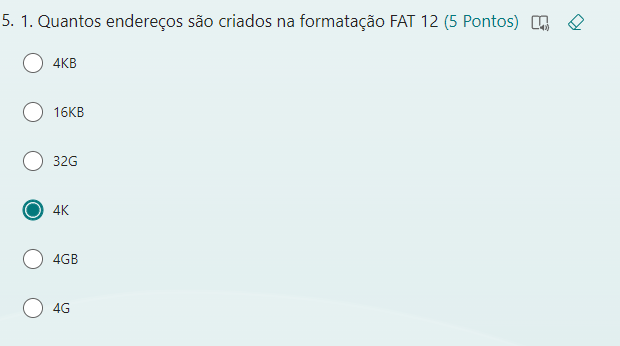 5. 1. Quantos endereços são criados na formatação FAT 12 (5 Pontos)
4KB
16KB
32G
4K
4GB
4G